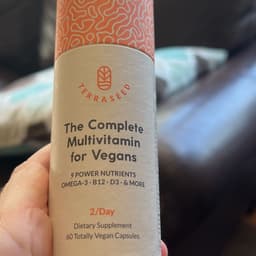 TERRASEED
The Complete
Multivitamin
for Vegans
9 POWER NUTRIENTS
OMEGA-3 • B12 • D3 • & MORE
2/Day
Dietary Supplement
60 Totally Vegan Capsules